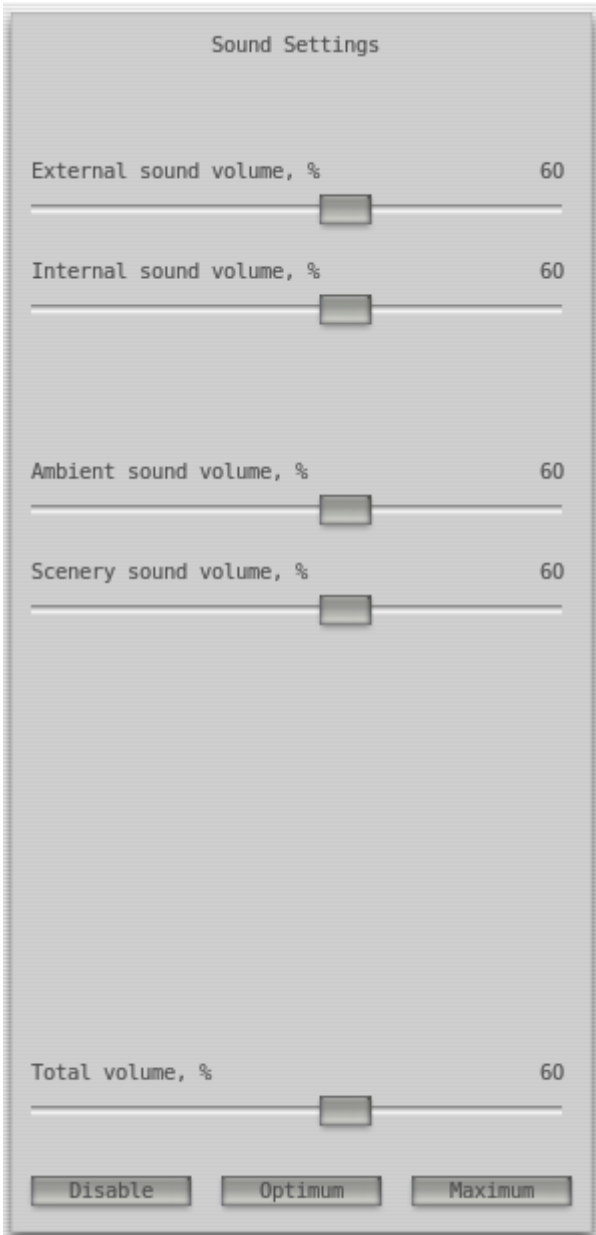 Sound Settings
External sound volume, % 60
Internal sound volume, % 60
Ambient sound volume, % 60
Scenery sound volume, % 60
Total volume, % 60
Disable Optimum Maximum